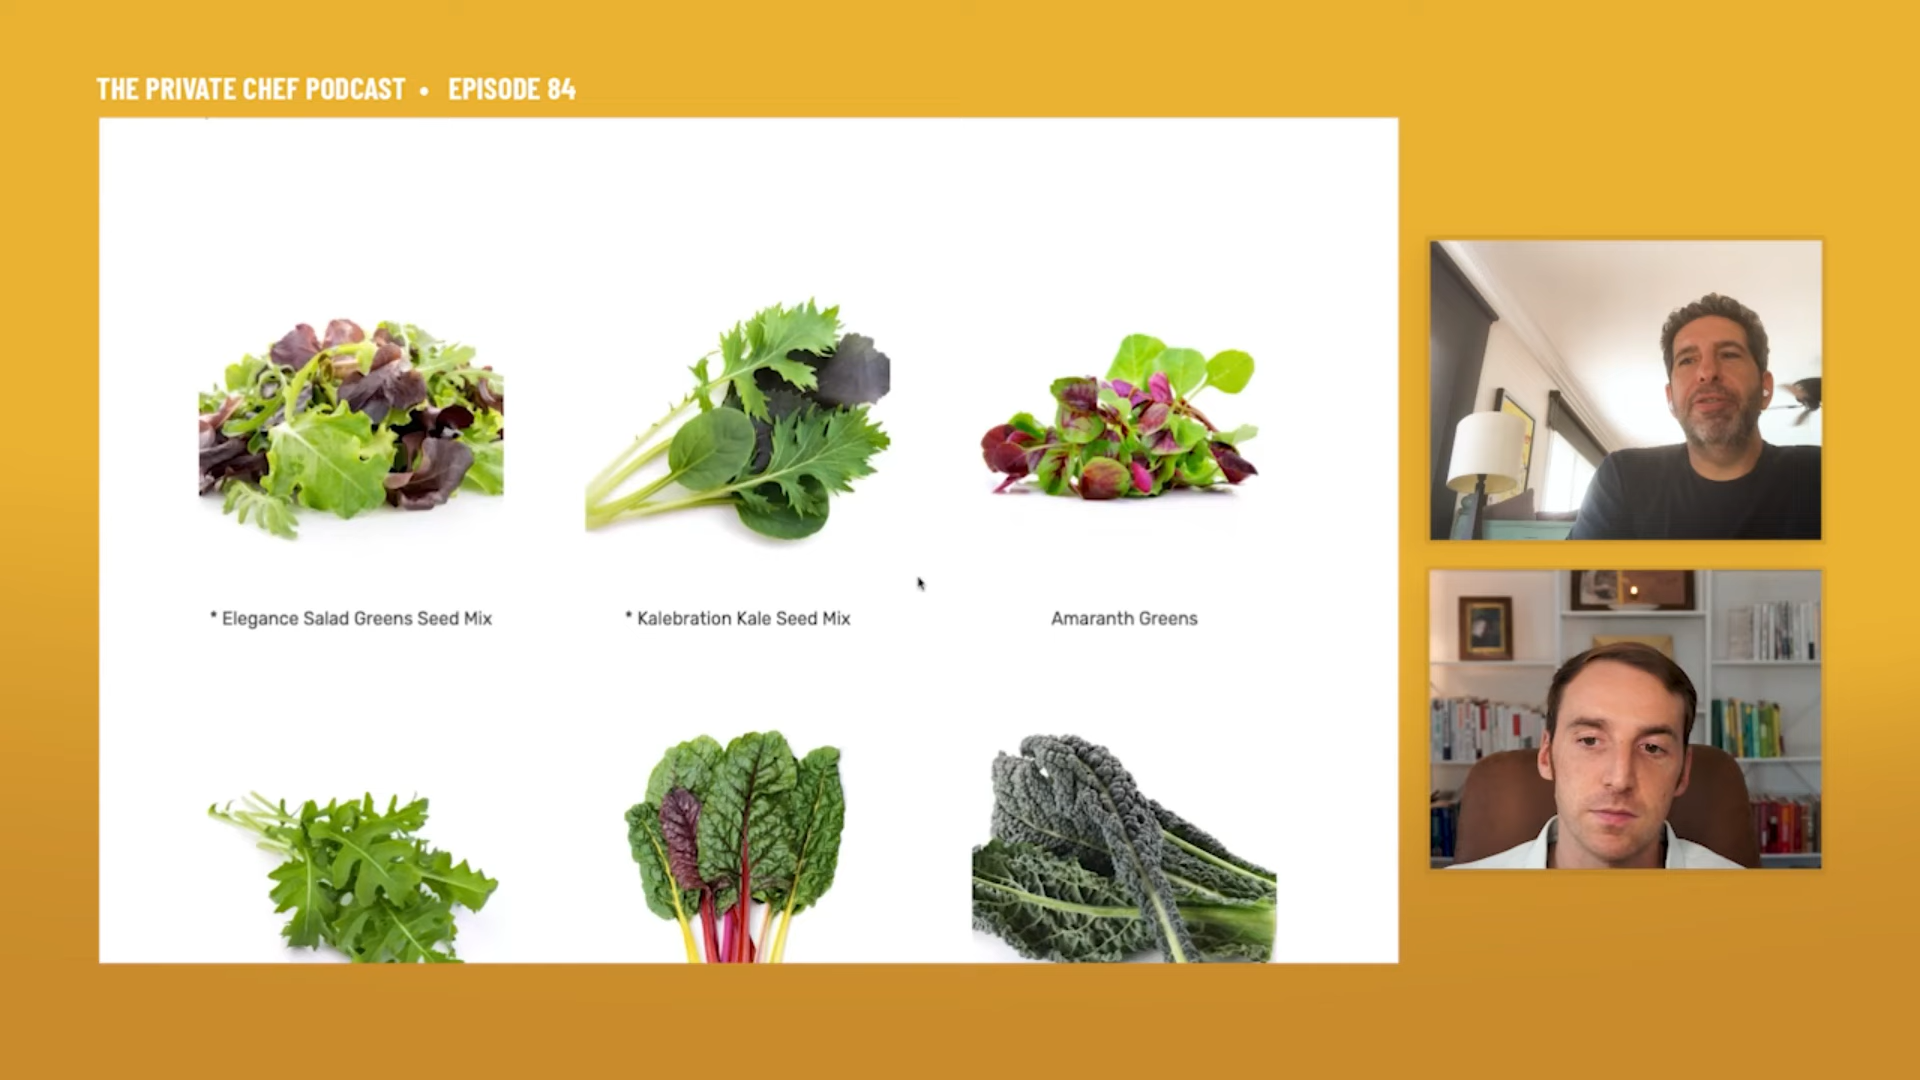 THE PRIVATE CHEF PODCAST • EPISODE 84
* Elegance Salad Greens Seed Mix
* Kalebration Kale Seed Mix
Amaranth Greens